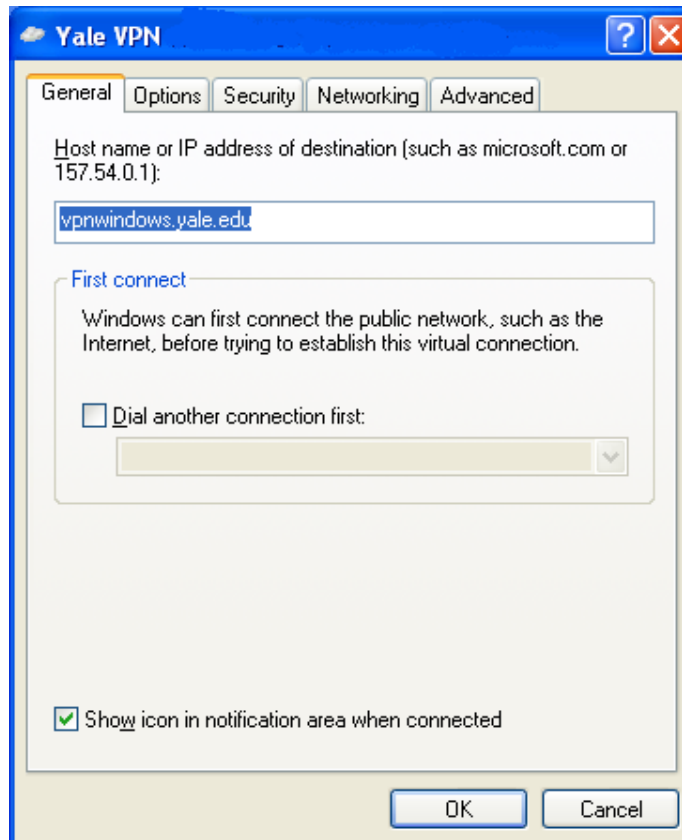 Yale VPN
General Options Security Networking Advanced
Host name or IP address of destination (such as microsoft.com or
157.54.0.1):
vpnwindows.yale.edu
First connect
Windows can first connect the public network, such as the
Internet, before trying to establish this virtual connection.
Dial another connection first:
Show icon in notification area when connected
OK Cancel